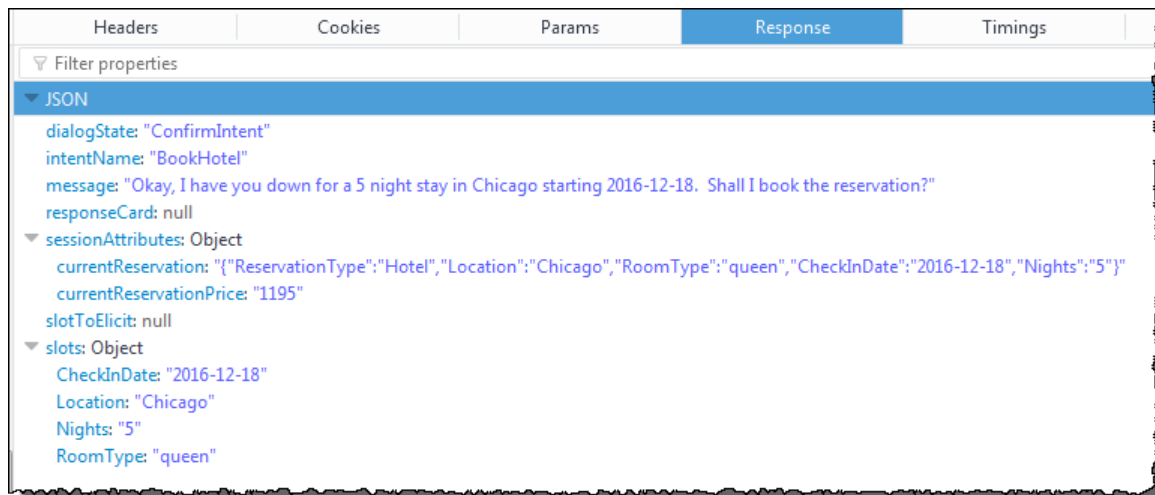 Headers Cookies Params Response Timings
Filter properties
JSON
dialogState: "ConfirmIntent"
intentName: "BookHotel"
message: "Okay, I have you down for a 5 night stay in Chicago starting 2016-12-18.  Shall I book the reservation?"
responseCard: null
sessionAttributes: Object
currentReservation: "{"ReservationType":"Hotel","Location":"Chicago","RoomType":"queen","CheckInDate":"2016-12-18","Nights":"5"}"
currentReservationPrice: "1195"
slotToElicit: null
slots: Object
CheckInDate: "2016-12-18"
Location: "Chicago"
Nights: "5"
RoomType: "queen"